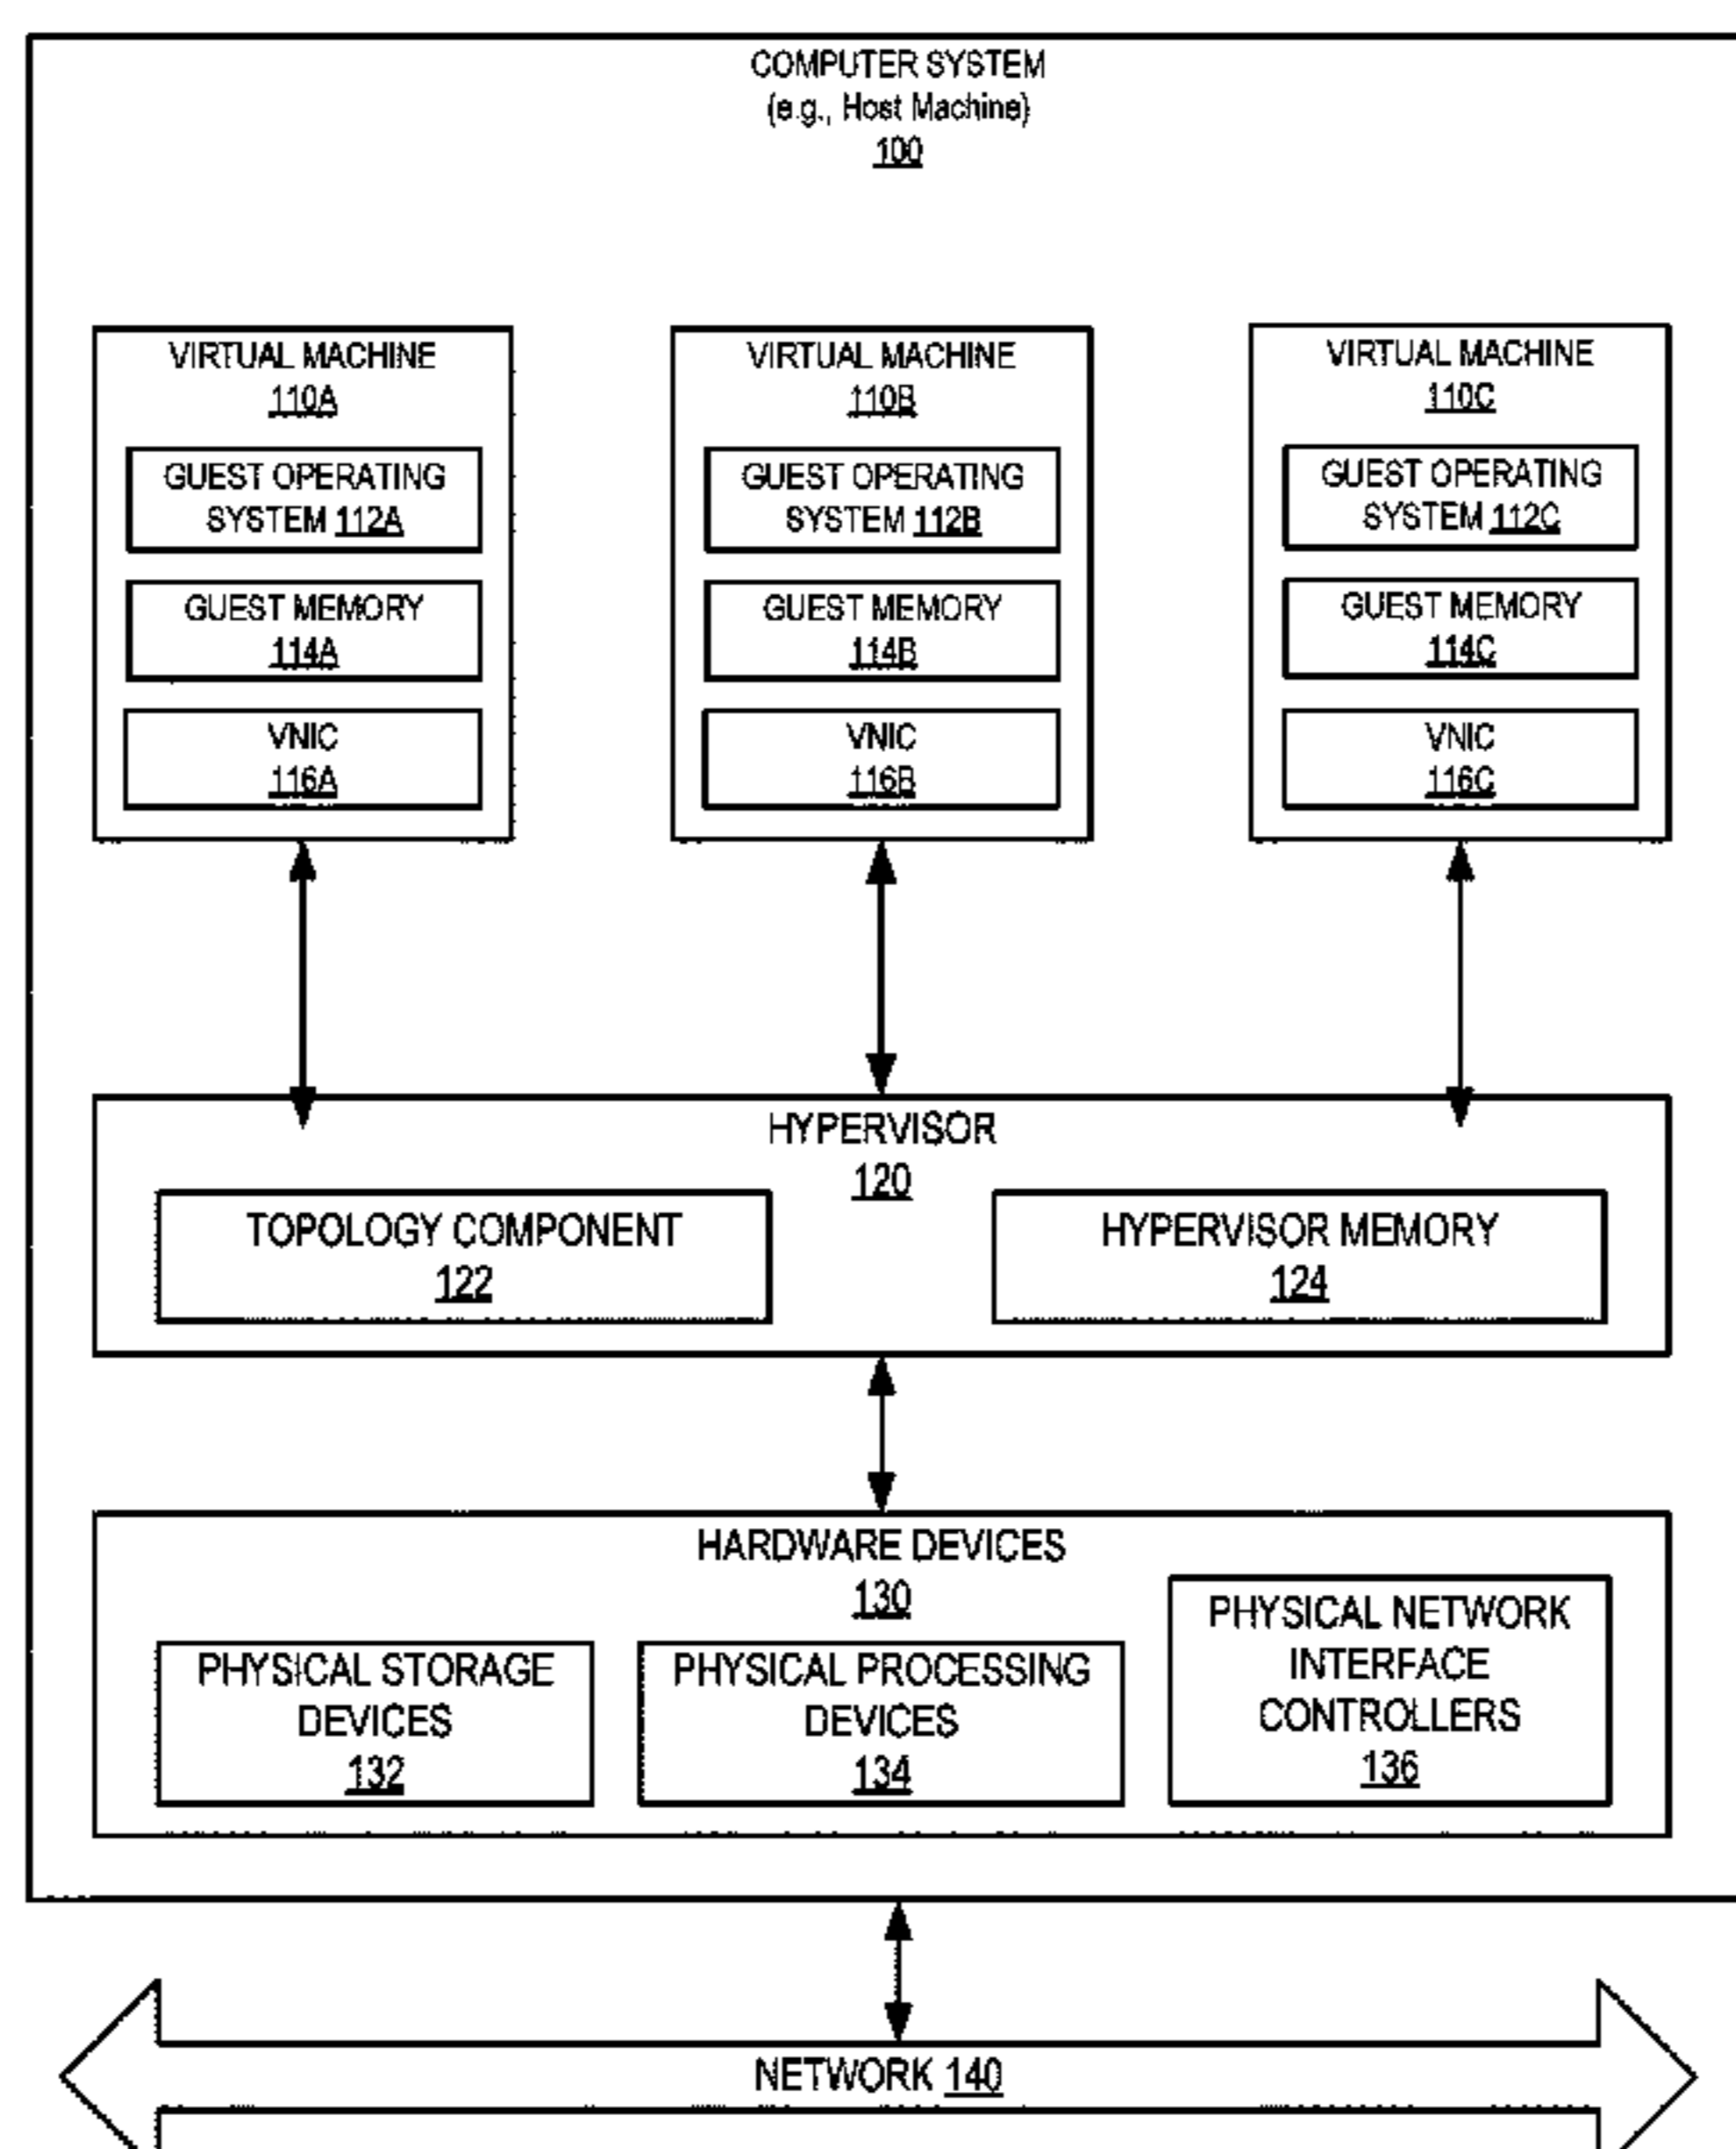 COMPUTER SYSTEM
(e.g., Host Machine)
100
VIRTUAL MACHINE
110A
GUEST OPERATING
SYSTEM 112A
GUEST MEMORY
114A
VNIC
116A
VIRTUAL MACHINE
110B
GUEST OPERATING
SYSTEM 112B
GUEST MEMORY
114B
VNIC
116B
VIRTUAL MACHINE
110C
GUEST OPERATING
SYSTEM 112C
GUEST MEMORY
114C
VNIC
116C
HYPERVISOR
120
TOPOLOGY COMPONENT
122
HYPERVISOR MEMORY
124
HARDWARE DEVICES
130
PHYSICAL STORAGE
DEVICES
132
PHYSICAL PROCESSING
DEVICES
134
PHYSICAL NETWORK
INTERFACE
CONTROLLERS
136
NETWORK 140